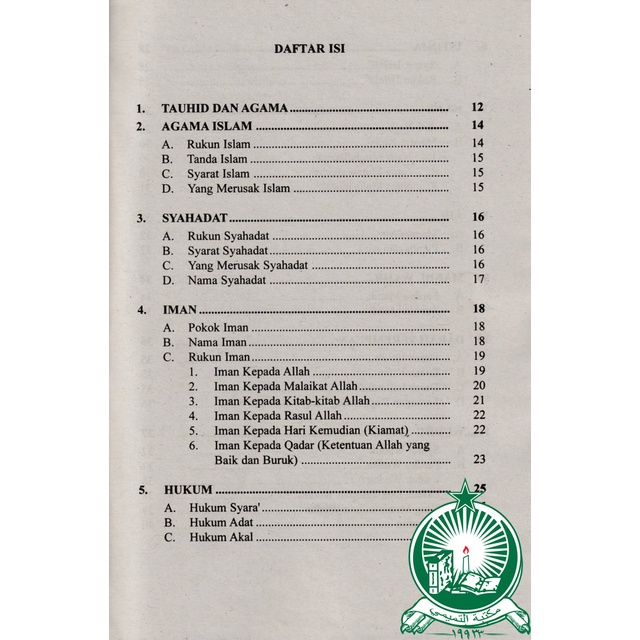 DAFTAR ISI
1. TAUHID DAN AGAMA ................ 12
2. AGAMA ISLAM ................ 14
A. Rukun Islam ................ 14
B. Tanda Islam ................ 15
C. Syarat Islam ................ 15
D. Yang Merusak Islam ................ 15
3. SYAHADAT ................ 16
A. Rukun Syahadat ................ 16
B. Syarat Syahadat ................ 16
C. Yang Merusak Syahadat ................ 16
D. Nama Syahadat ................ 17
4. IMAN ................ 18
A. Pokok Iman ................ 18
B. Nama Iman ................ 18
C. Rukun Iman ................ 19
1. Iman Kepada Allah ................ 19
2. Iman Kepada Malaikat Allah ................ 20
3. Iman Kepada Kitab-kitab Allah ................ 21
4. Iman Kepada Rasul Allah ................ 22
5. Iman Kepada Hari Kemudian (Kiamat) ................ 22
6. Iman Kepada Qadar (Ketentuan Allah yang
Baik dan Buruk) ................ 23
5. HUKUM ................ 25
A. Hukum Syara' ................
B. Hukum Adat ................
C. Hukum Akal ................
مكتبة التميمي